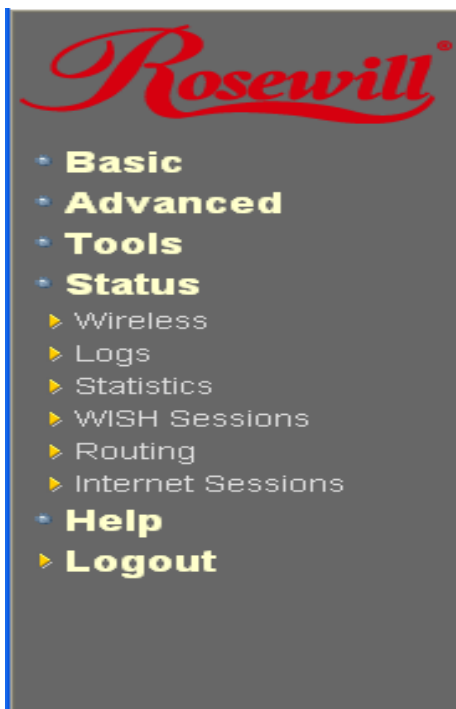 Rosewill®
Basic
Advanced
Tools
Status
Wireless
Logs
Statistics
WISH Sessions
Routing
Internet Sessions
Help
Logout